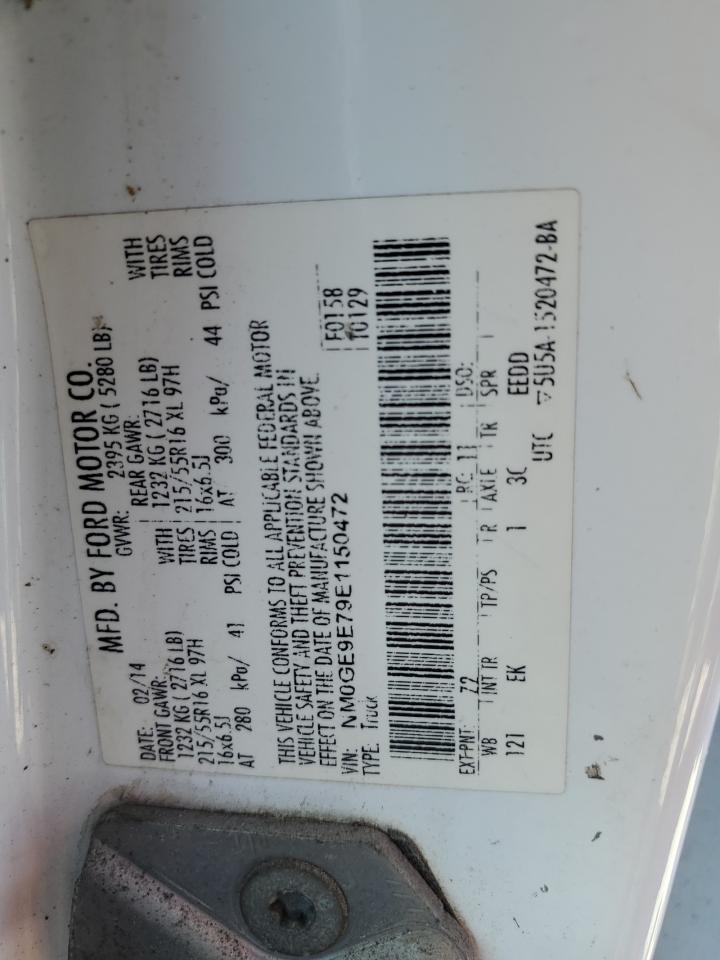 MFD. BY FORD MOTOR CO.
DATE: 02/14 GVWR: 2395 KG ( 5280 LB)
FRONT GAWR: REAR GAWR:
1232 KG ( 2716 LB) WITH 1232 KG ( 2716 LB) WITH
215/55R16 XL 97H TIRES 215/55R16 XL 97H TIRES
16x6.5J RIMS 16x6.5J RIMS
AT 280 kPa/ 41 PSI COLD AT 300 kPa/ 44 PSI COLD
THIS VEHICLE CONFORMS TO ALL APPLICABLE FEDERAL MOTOR
VEHICLE SAFETY AND THEFT PREVENTION STANDARDS IN
EFFECT ON THE DATE OF MANUFACTURE SHOWN ABOVE.
VIN: NM0GE9E79E1150472 F0158
TYPE: Truck T0129
EXT-PNT: Z2 RC: 11 DSO:
WB INT TR TP/PS R AXLE TR SPR
121 EK 1 3C EEDD
UTC ▽5U5A-1520472-BA